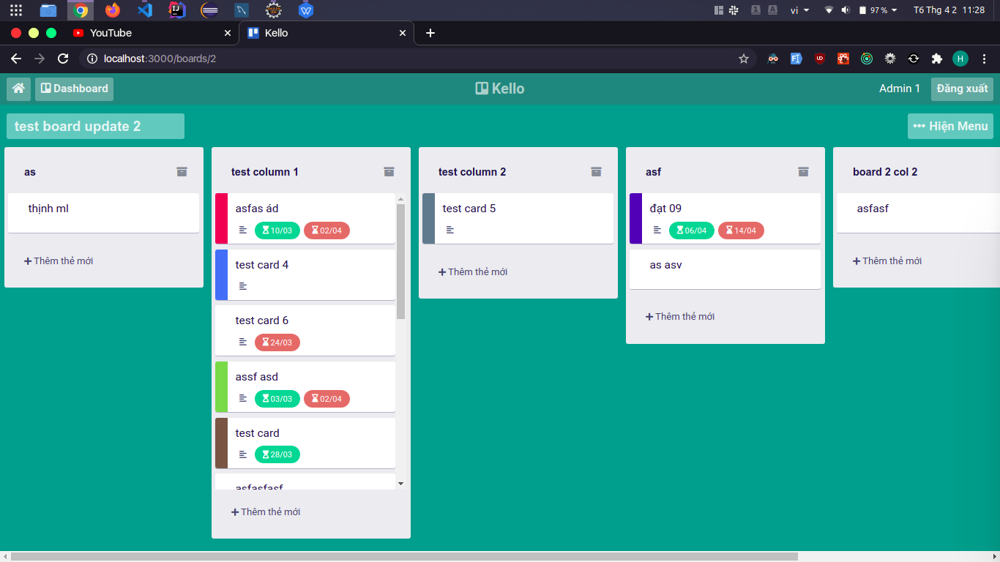 vi
97 %
T6 Thg 4 2 11:28
YouTube
Kello
localhost:3000/boards/2
H
Dashboard
Kello
Admin 1
Đăng xuất
test board update 2
Hiện Menu
as
thịnh ml
Thêm thẻ mới
test column 1
asfas ád
10/03
02/04
test card 4
test card 6
24/03
assf asd
03/03
02/04
test card
28/03
asfasfasf
Thêm thẻ mới
test column 2
test card 5
Thêm thẻ mới
asf
đạt 09
06/04
14/04
as asv
Thêm thẻ mới
board 2 col 2
asfasf
Thêm thẻ mới